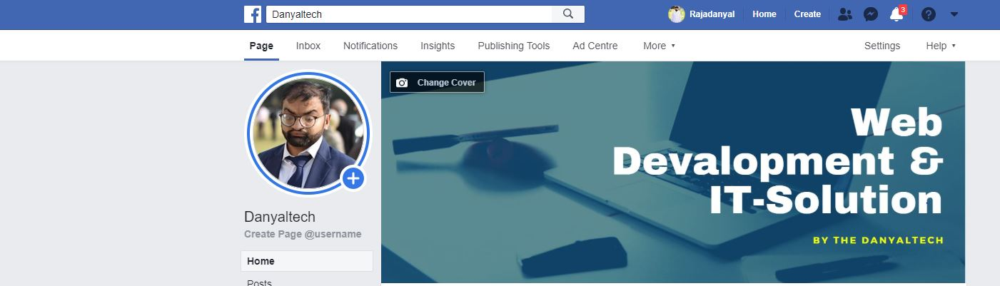 Danyaltech
Rajadanyal Home Create 3
Page Inbox Notifications Insights Publishing Tools Ad Centre More Settings Help
Change Cover
Web
Devalopment &
IT-Solution
BY THE DANYALTECH
Danyaltech
Create Page @username
Home
Posts